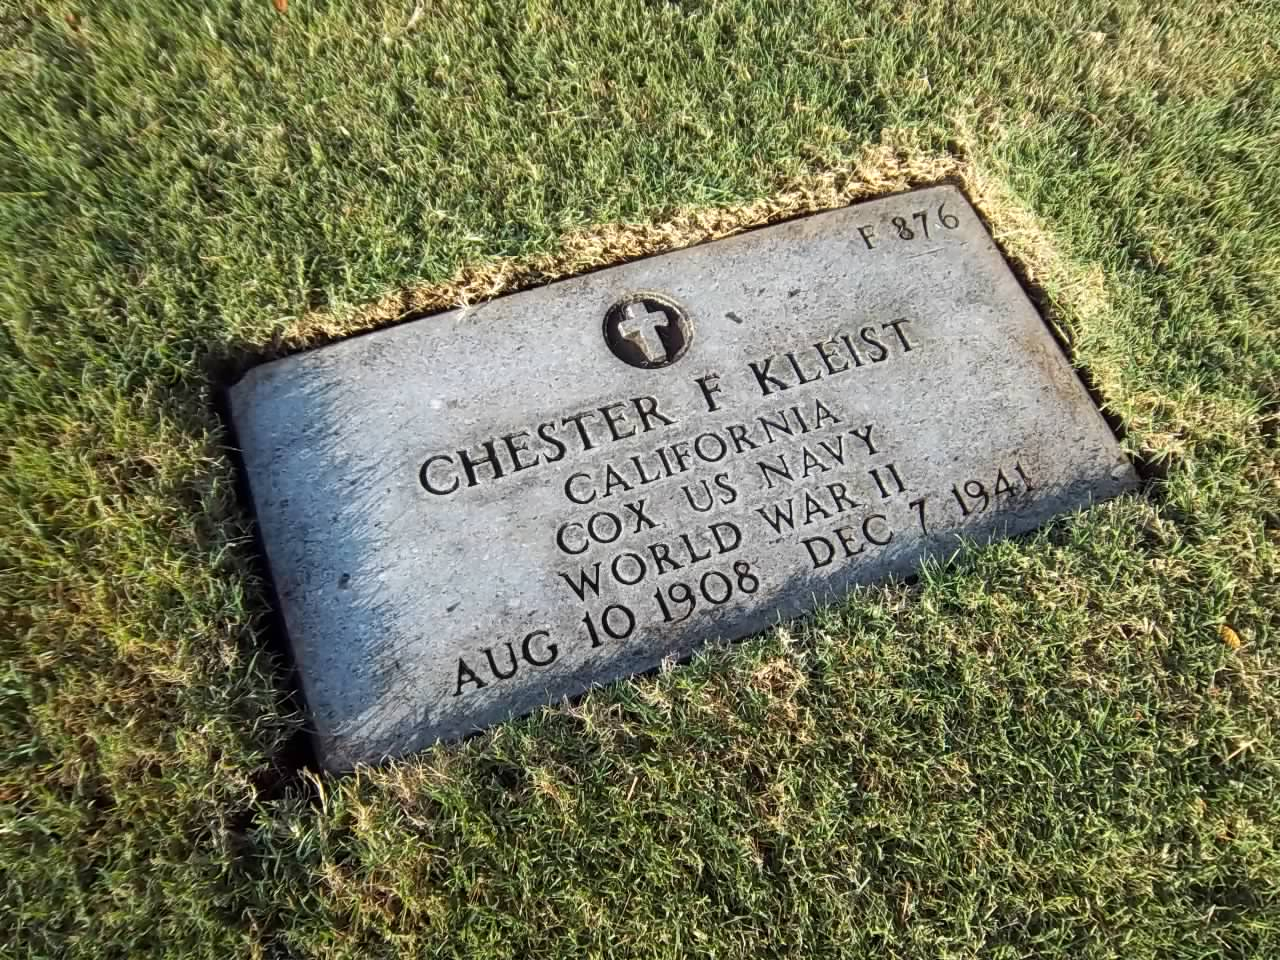 F 876
CHESTER F KLEIST
CALIFORNIA
COX US NAVY
WORLD WAR II
AUG 10 1908 DEC 7 1941